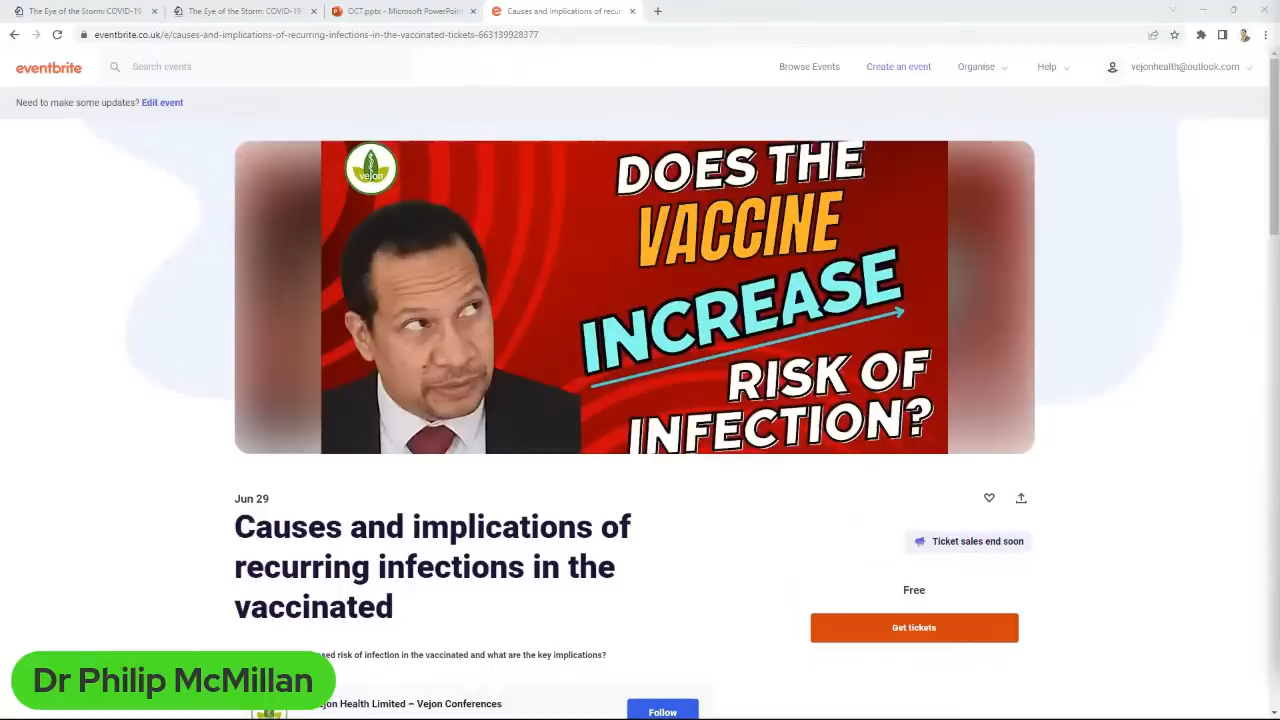 The Eye of the Storm: COVID-19
The Eye of the Storm: COVID-19
OCT.pptx - Microsoft PowerPoint
Causes and implications of recur
eventbrite.co.uk/e/causes-and-implications-of-recurring-infections-in-the-vaccinated-tickets-663139928377
eventbrite
Search events
Browse Events
Create an event
Organise
Help
vejonhealth@outlook.com
Need to make some updates? Edit event
vejon
DOES THE
VACCINE
INCREASE
RISK OF
INFECTION?
Jun 29
Causes and implications of
recurring infections in the
vaccinated
Ticket sales end soon
Free
Get tickets
risk of infection in the vaccinated and what are the key implications?
Dr Philip McMillan
Health Limited – Vejon Conferences
Follow